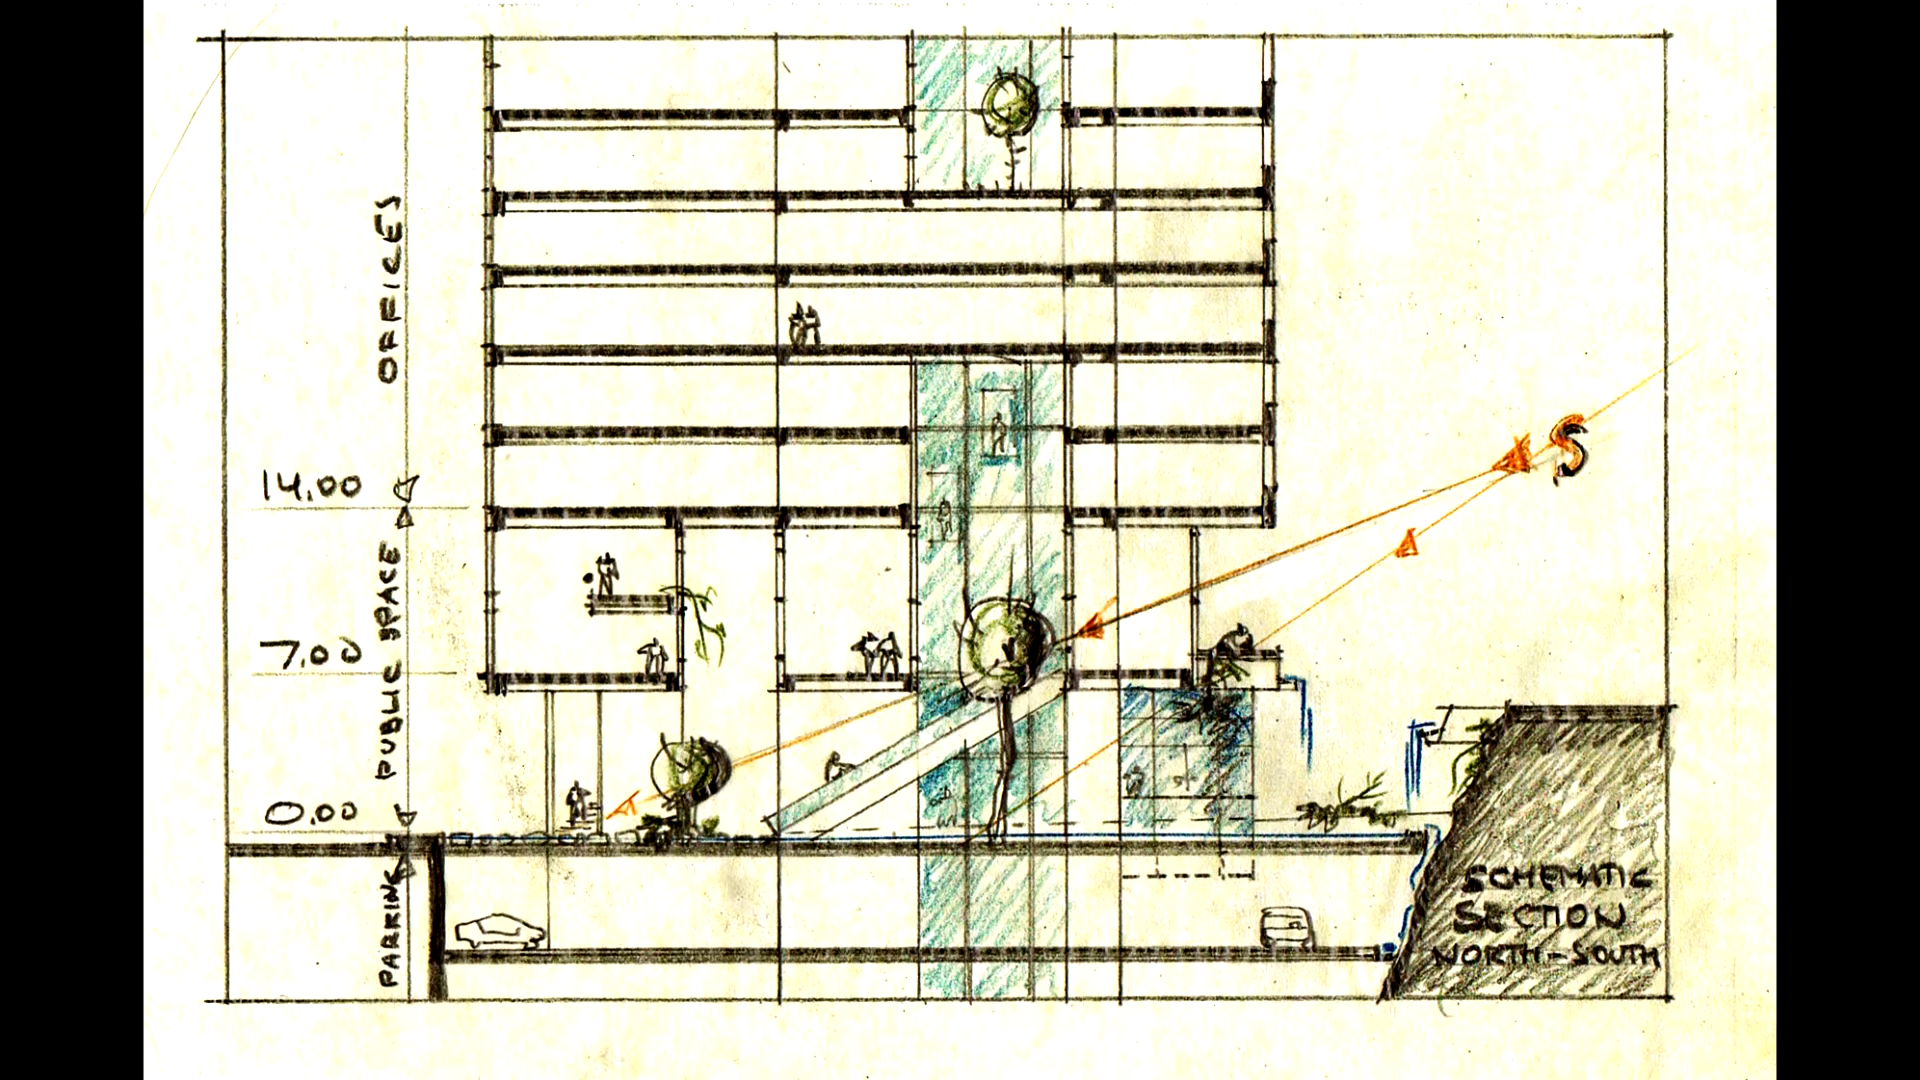 OFFICES
14.00
PUBLIC SPACE
7.00
0.00
PARKING
S
SCHEMATIC
SECTION
NORTH-SOUTH